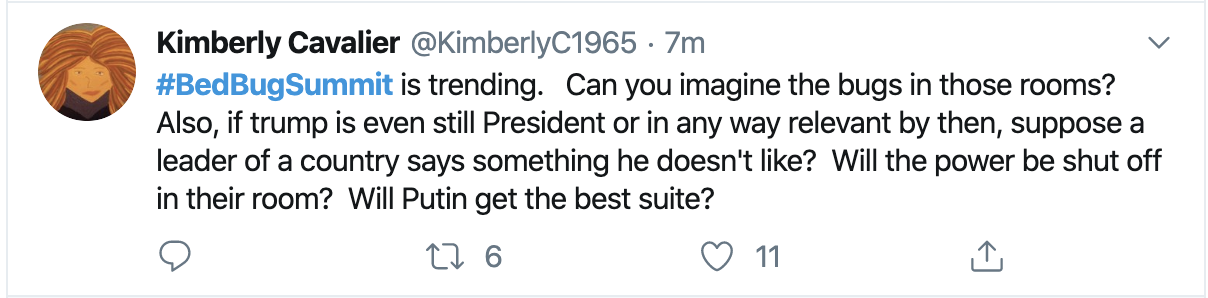 Kimberly Cavalier @KimberlyC1965 · 7m
#BedBugSummit is trending.   Can you imagine the bugs in those rooms?
Also, if trump is even still President or in any way relevant by then, suppose a
leader of a country says something he doesn't like?  Will the power be shut off
in their room?  Will Putin get the best suite?
6 11